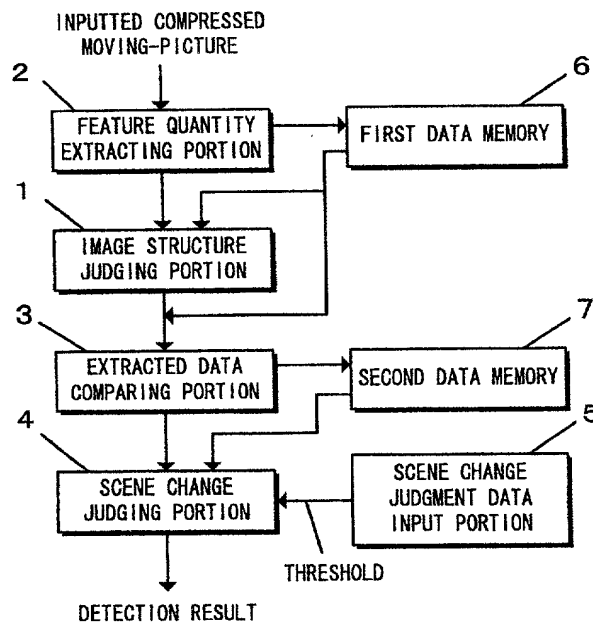 INPUTTED COMPRESSED
MOVING-PICTURE
2
6
FEATURE QUANTITY
EXTRACTING PORTION
FIRST DATA MEMORY
1
IMAGE STRUCTURE
JUDGING PORTION
3
7
EXTRACTED DATA
COMPARING PORTION
SECOND DATA MEMORY
4
5
SCENE CHANGE
JUDGING PORTION
SCENE CHANGE
JUDGMENT DATA
INPUT PORTION
THRESHOLD
DETECTION RESULT